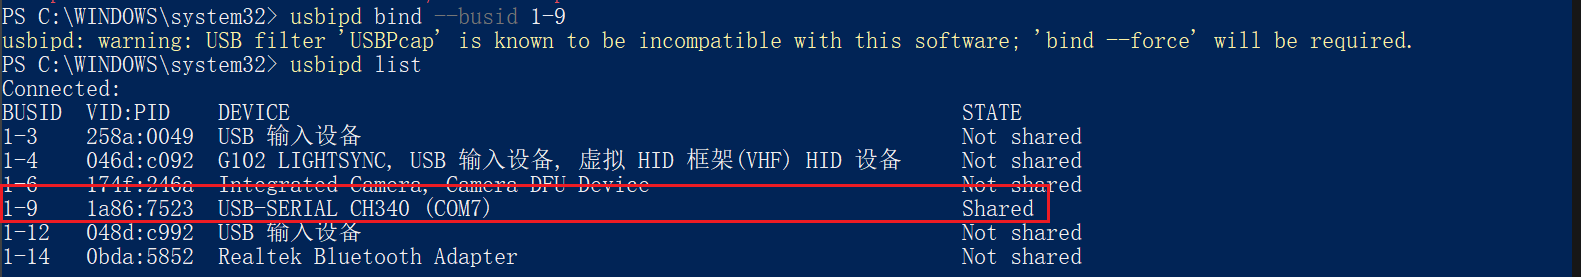 PS C:\WINDOWS\system32> usbipd bind --busid 1-9
usbipd: warning: USB filter 'USBPcap' is known to be incompatible with this software; 'bind --force' will be required.
PS C:\WINDOWS\system32> usbipd list
Connected:
BUSID  VID:PID    DEVICE                                                        STATE
1-3    258a:0049  USB 输入设备                                                  Not shared
1-4    046d:c092  G102 LIGHTSYNC, USB 输入设备, 虚拟 HID 框架(VHF) HID 设备     Not shared
1-6    174f:246a  Integrated Camera, Camera DFU Device                          Not shared
1-9    1a86:7523  USB-SERIAL CH340 (COM7)                                       Shared
1-12   048d:c992  USB 输入设备                                                  Not shared
1-14   0bda:5852  Realtek Bluetooth Adapter                                     Not shared